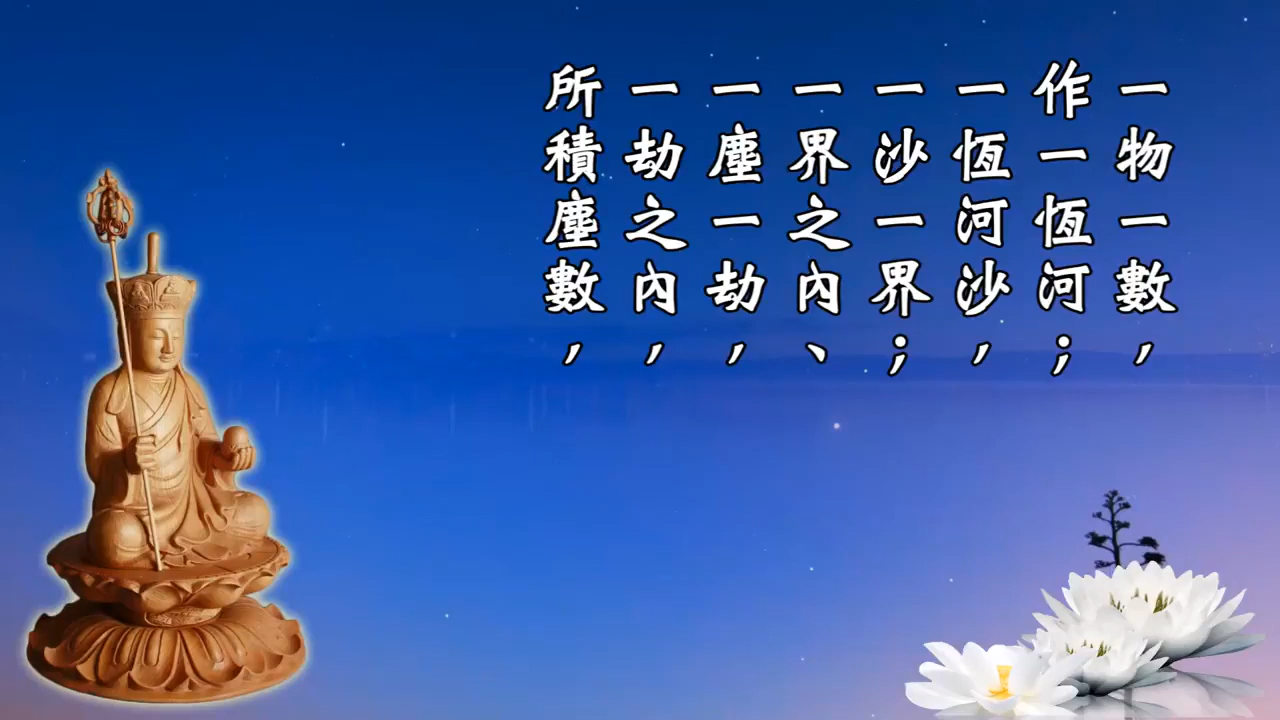 一物一數，
作一恆河；
一恆河沙，
一沙一界；
一界之內、
一塵一劫，
一劫之內，
所積塵數，